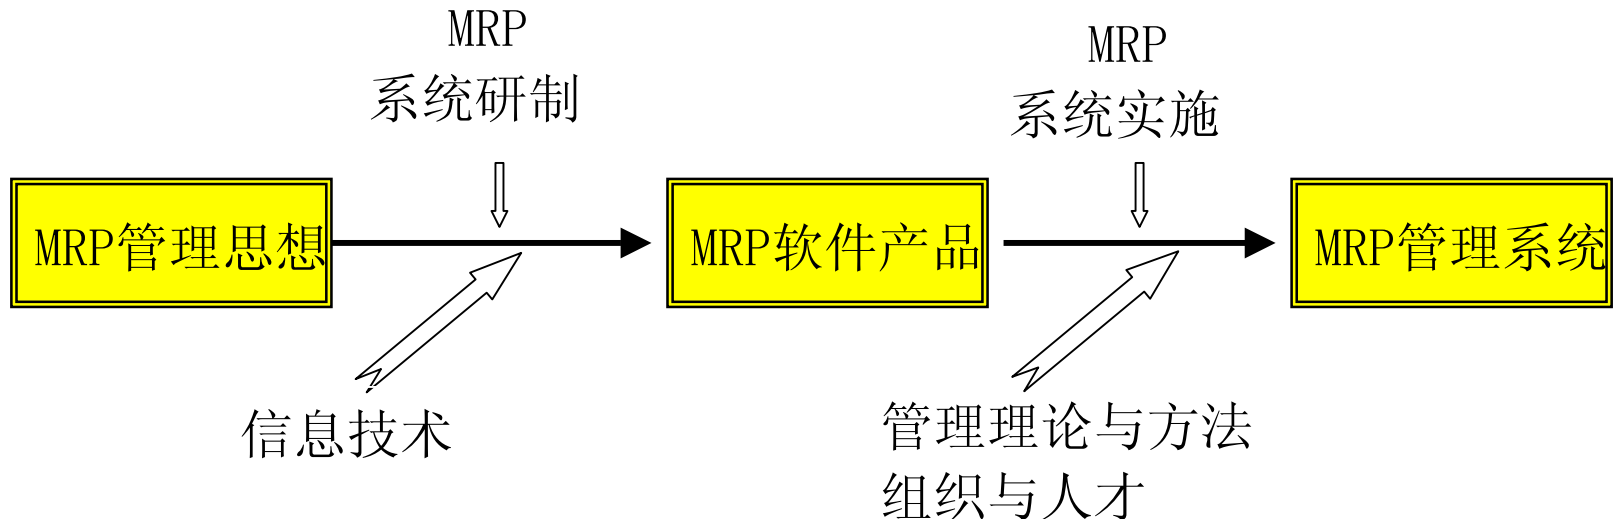 MRP
系统研制
MRP
系统实施
MRP管理思想
MRP软件产品
MRP管理系统
信息技术
管理理论与方法
组织与人才